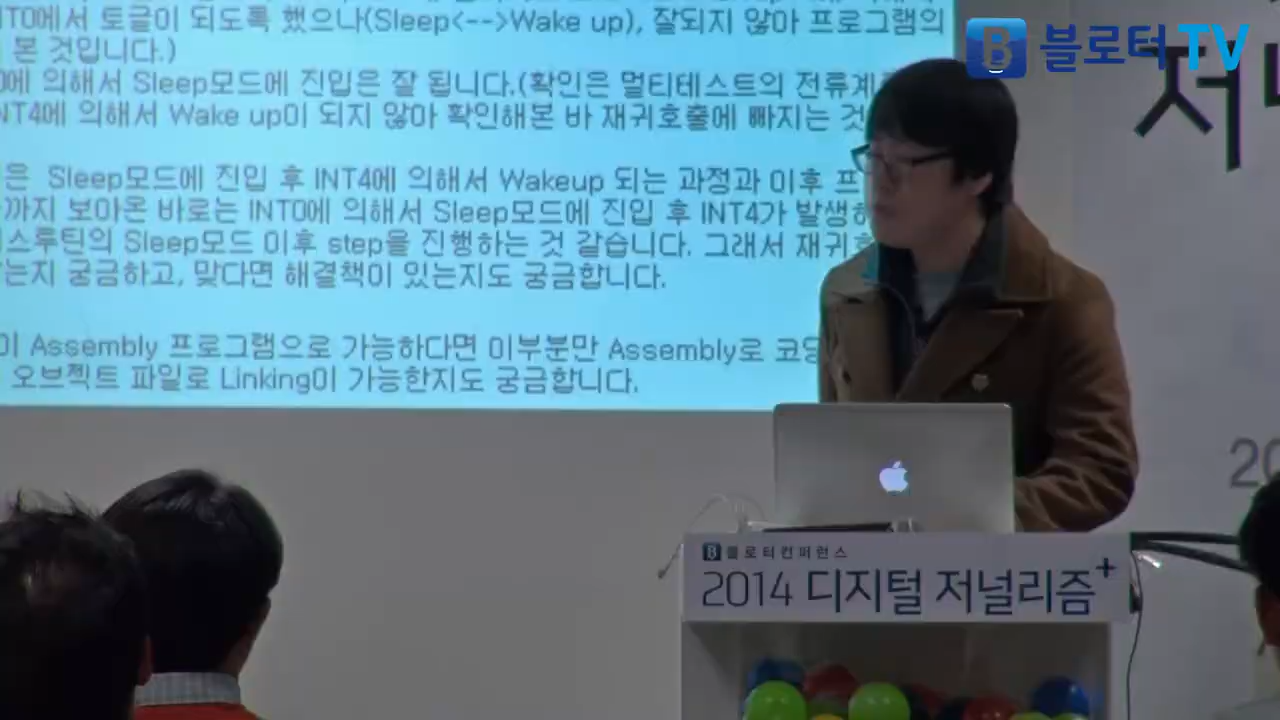 INT0에서 토글이 되도록 했으나(Sleep<-->Wake up), 잘되지 않아 프로그램의
본 것입니다.)
0에 의해서 Sleep모드에 진입은 잘 됩니다.(확인은 멀티테스트의 전류계
INT4에 의해서 Wake up이 되지 않아 확인해본 바 재귀호출에 빠지는 것
은 Sleep모드에 진입 후 INT4에 의해서 Wakeup 되는 과정과 이후 프
까지 보아온 바로는 INT0에 의해서 Sleep모드에 진입 후 INT4가 발생하
스루틴의 Sleep모드 이후 step을 진행하는 것 같습니다. 그래서 재귀호
는지 궁금하고, 맞다면 해결책이 있는지도 궁금합니다.
이 Assembly 프로그램으로 가능하다면 이부분만 Assembly로 코딩
오브젝트 파일로 Linking이 가능한지도 궁금합니다.
B 블로터 TV
저
20
B 블로터컨퍼런스
2014 디지털 저널리즘+